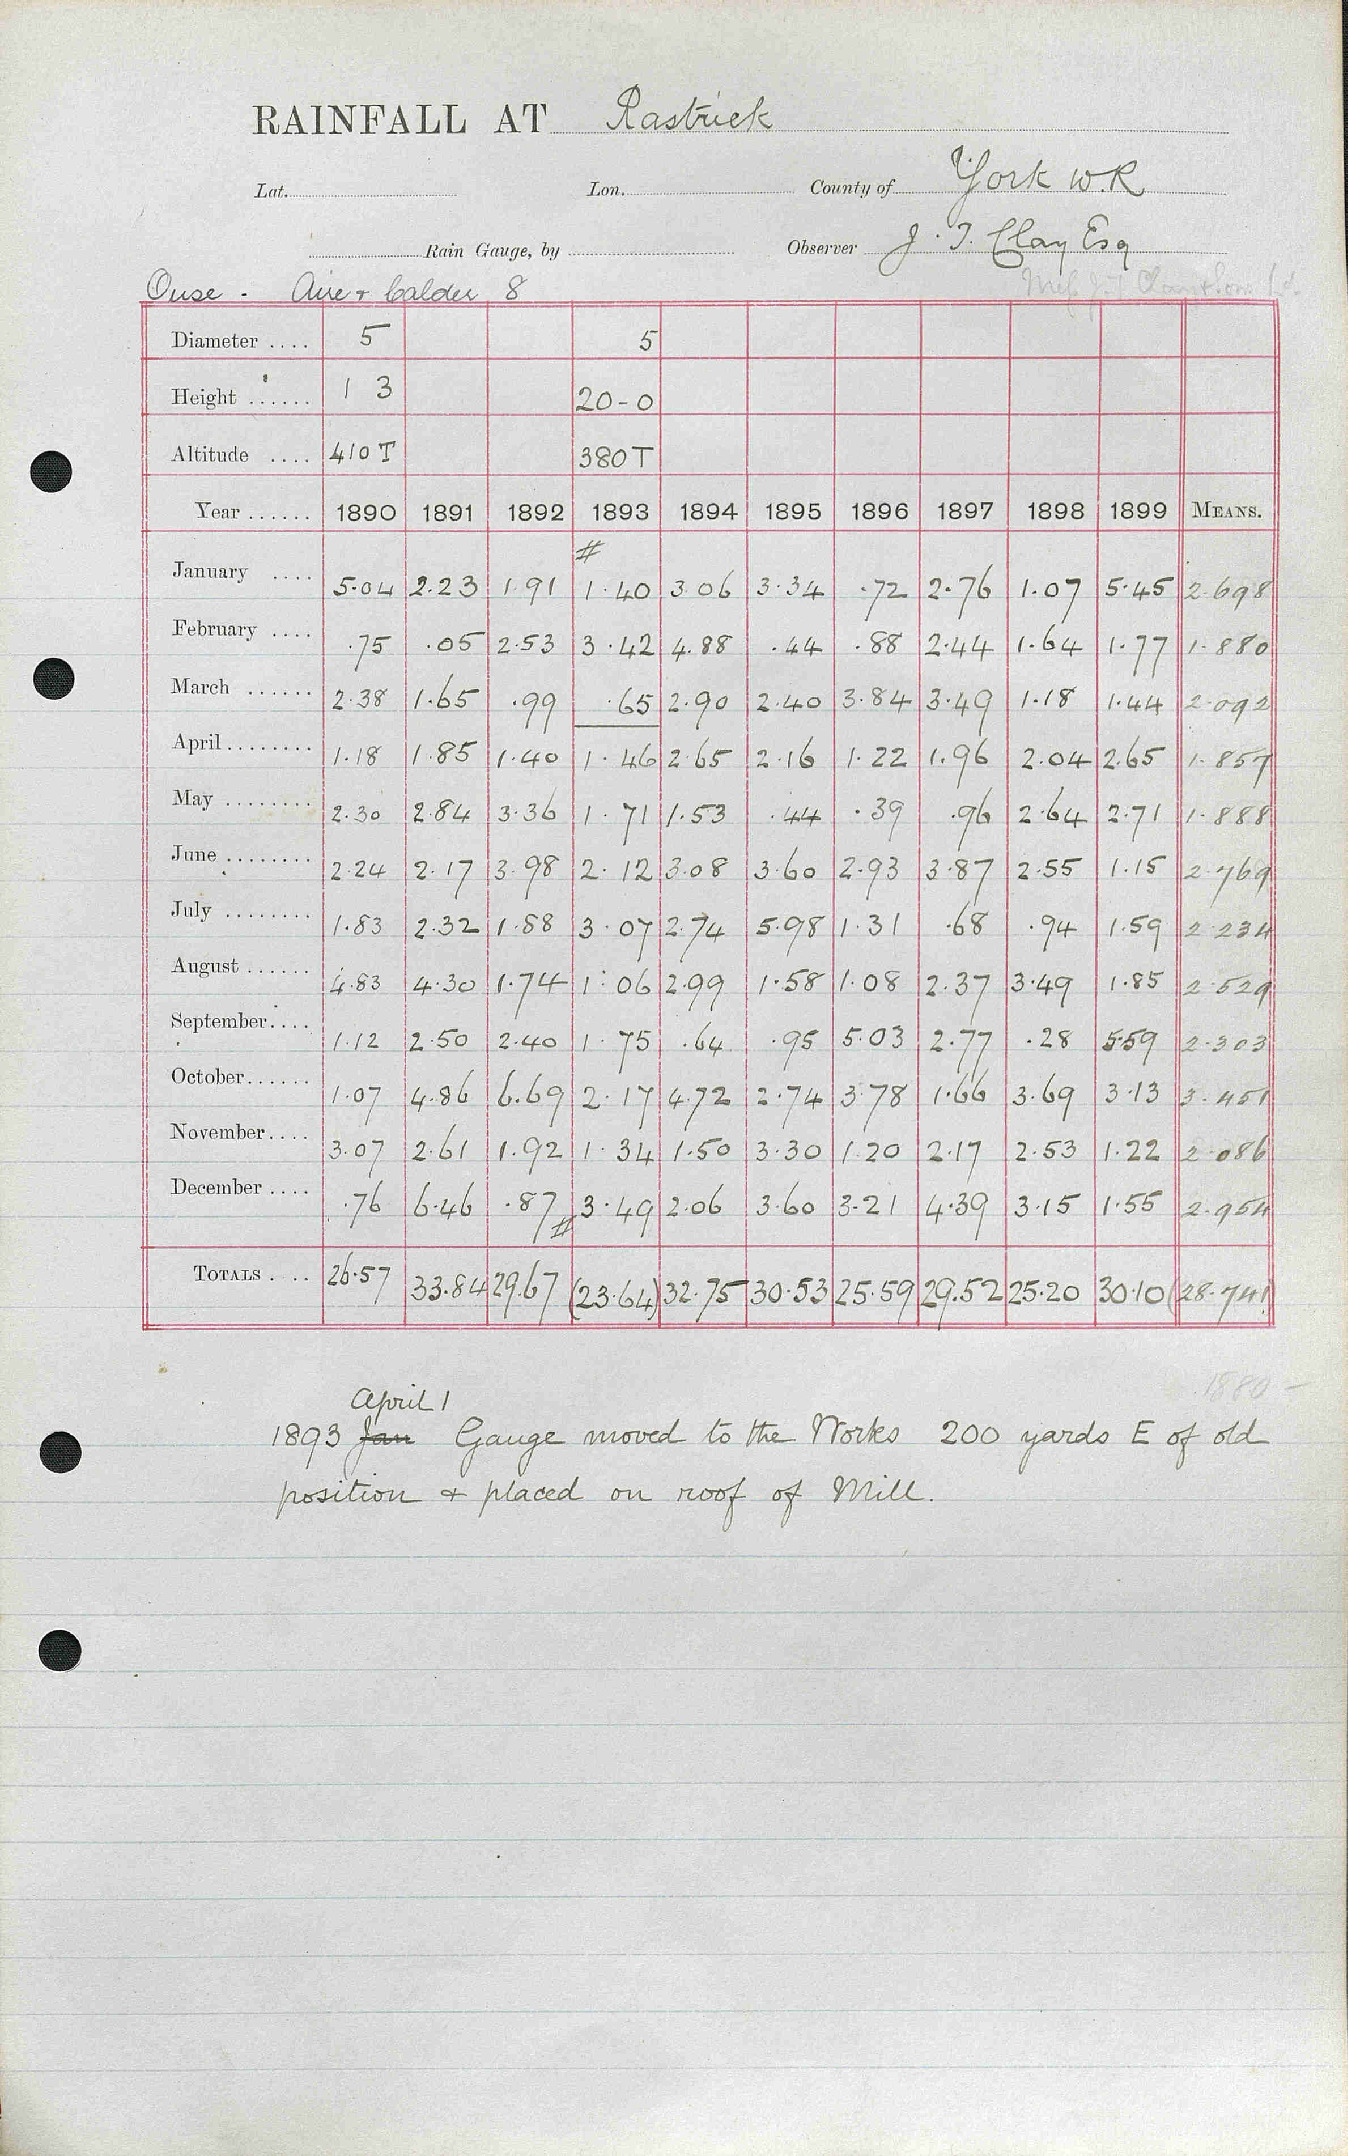 RAINFALL AT Rastrick
Lat. Lon. County of York W.R
Rain Gauge, by Observer J. T. Clay Esq
Ouse - Aire + Calder 8
Diameter .... 5 5
Height ...... 1 3 20-0
Altitude .... 410T 380T
Year ...... 1890 1891 1892 1893 1894 1895 1896 1897 1898 1899 MEANS.
#
January .... 5.04 2.23 1.91 1.40 3.06 3.34 .72 2.76 1.07 5.45 2.698
February .... .75 .05 2.53 3.42 4.88 .44 .88 2.44 1.64 1.77 1.880
March ...... 2.38 1.65 .99 .65 2.90 2.40 3.84 3.49 1.18 1.44 2.092
April ........ 1.18 1.85 1.40 1.46 2.65 2.16 1.22 1.96 2.04 2.65 1.857
May ........ 2.30 2.84 3.36 1.71 1.53 .44 .39 .96 2.64 2.71 1.888
June ........ 2.24 2.17 3.98 2.12 3.08 3.60 2.93 3.87 2.55 1.15 2.769
July ........ 1.83 2.32 1.88 3.07 2.74 5.98 1.31 .68 .94 1.59 2.234
August ...... 4.83 4.30 1.74 1.06 2.99 1.58 1.08 2.37 3.49 1.85 2.529
September.... 1.12 2.50 2.40 1.75 .64 .95 5.03 2.77 .28 5.59 2.303
October...... 1.07 4.86 6.69 2.17 4.72 2.74 3.78 1.66 3.69 3.13 3.451
November.... 3.07 2.61 1.92 1.34 1.50 3.30 1.20 2.17 2.53 1.22 2.086
December .... .76 6.46 .87 # 3.49 2.06 3.60 3.21 4.39 3.15 1.55 2.954
TOTALS .... 26.57 33.84 29.67 (23.64) 32.75 30.53 25.59 29.52 25.20 30.10 (28.741)
1880 -
April 1
1893 Jan Gauge moved to the Works 200 yards E of old
position + placed on roof of Mill.